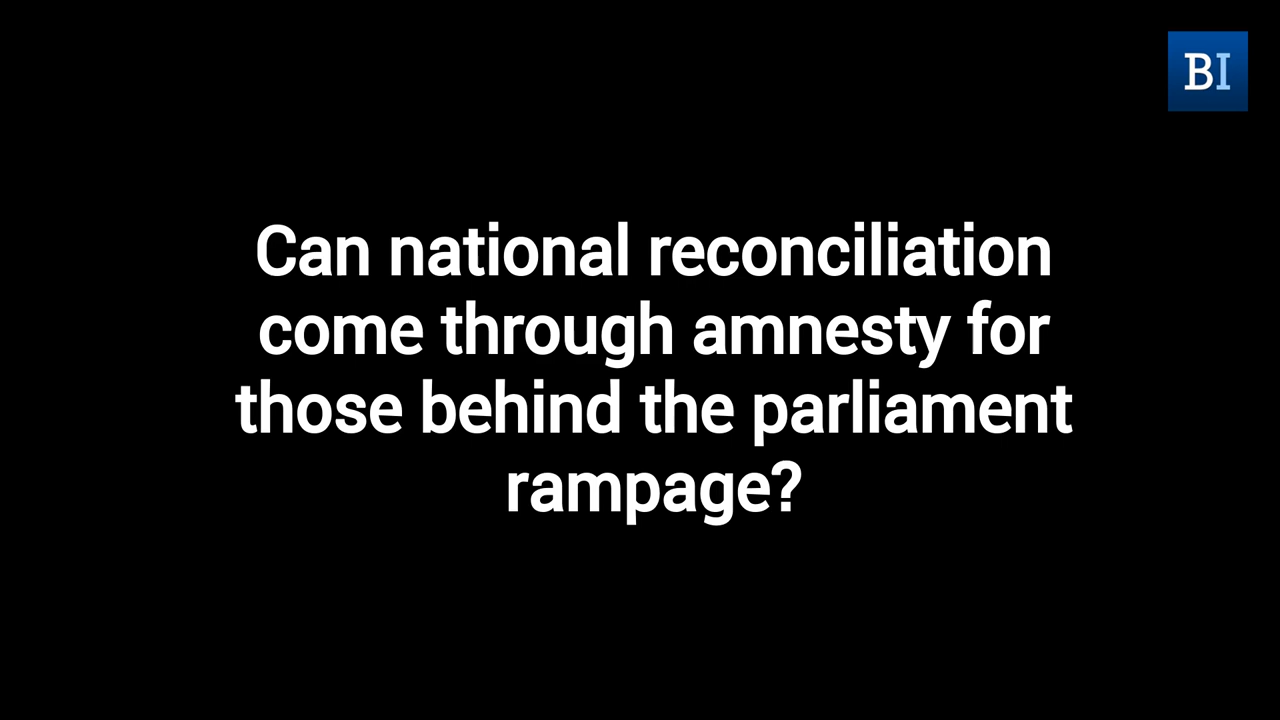 BI
Can national reconciliation
come through amnesty for
those behind the parliament
rampage?